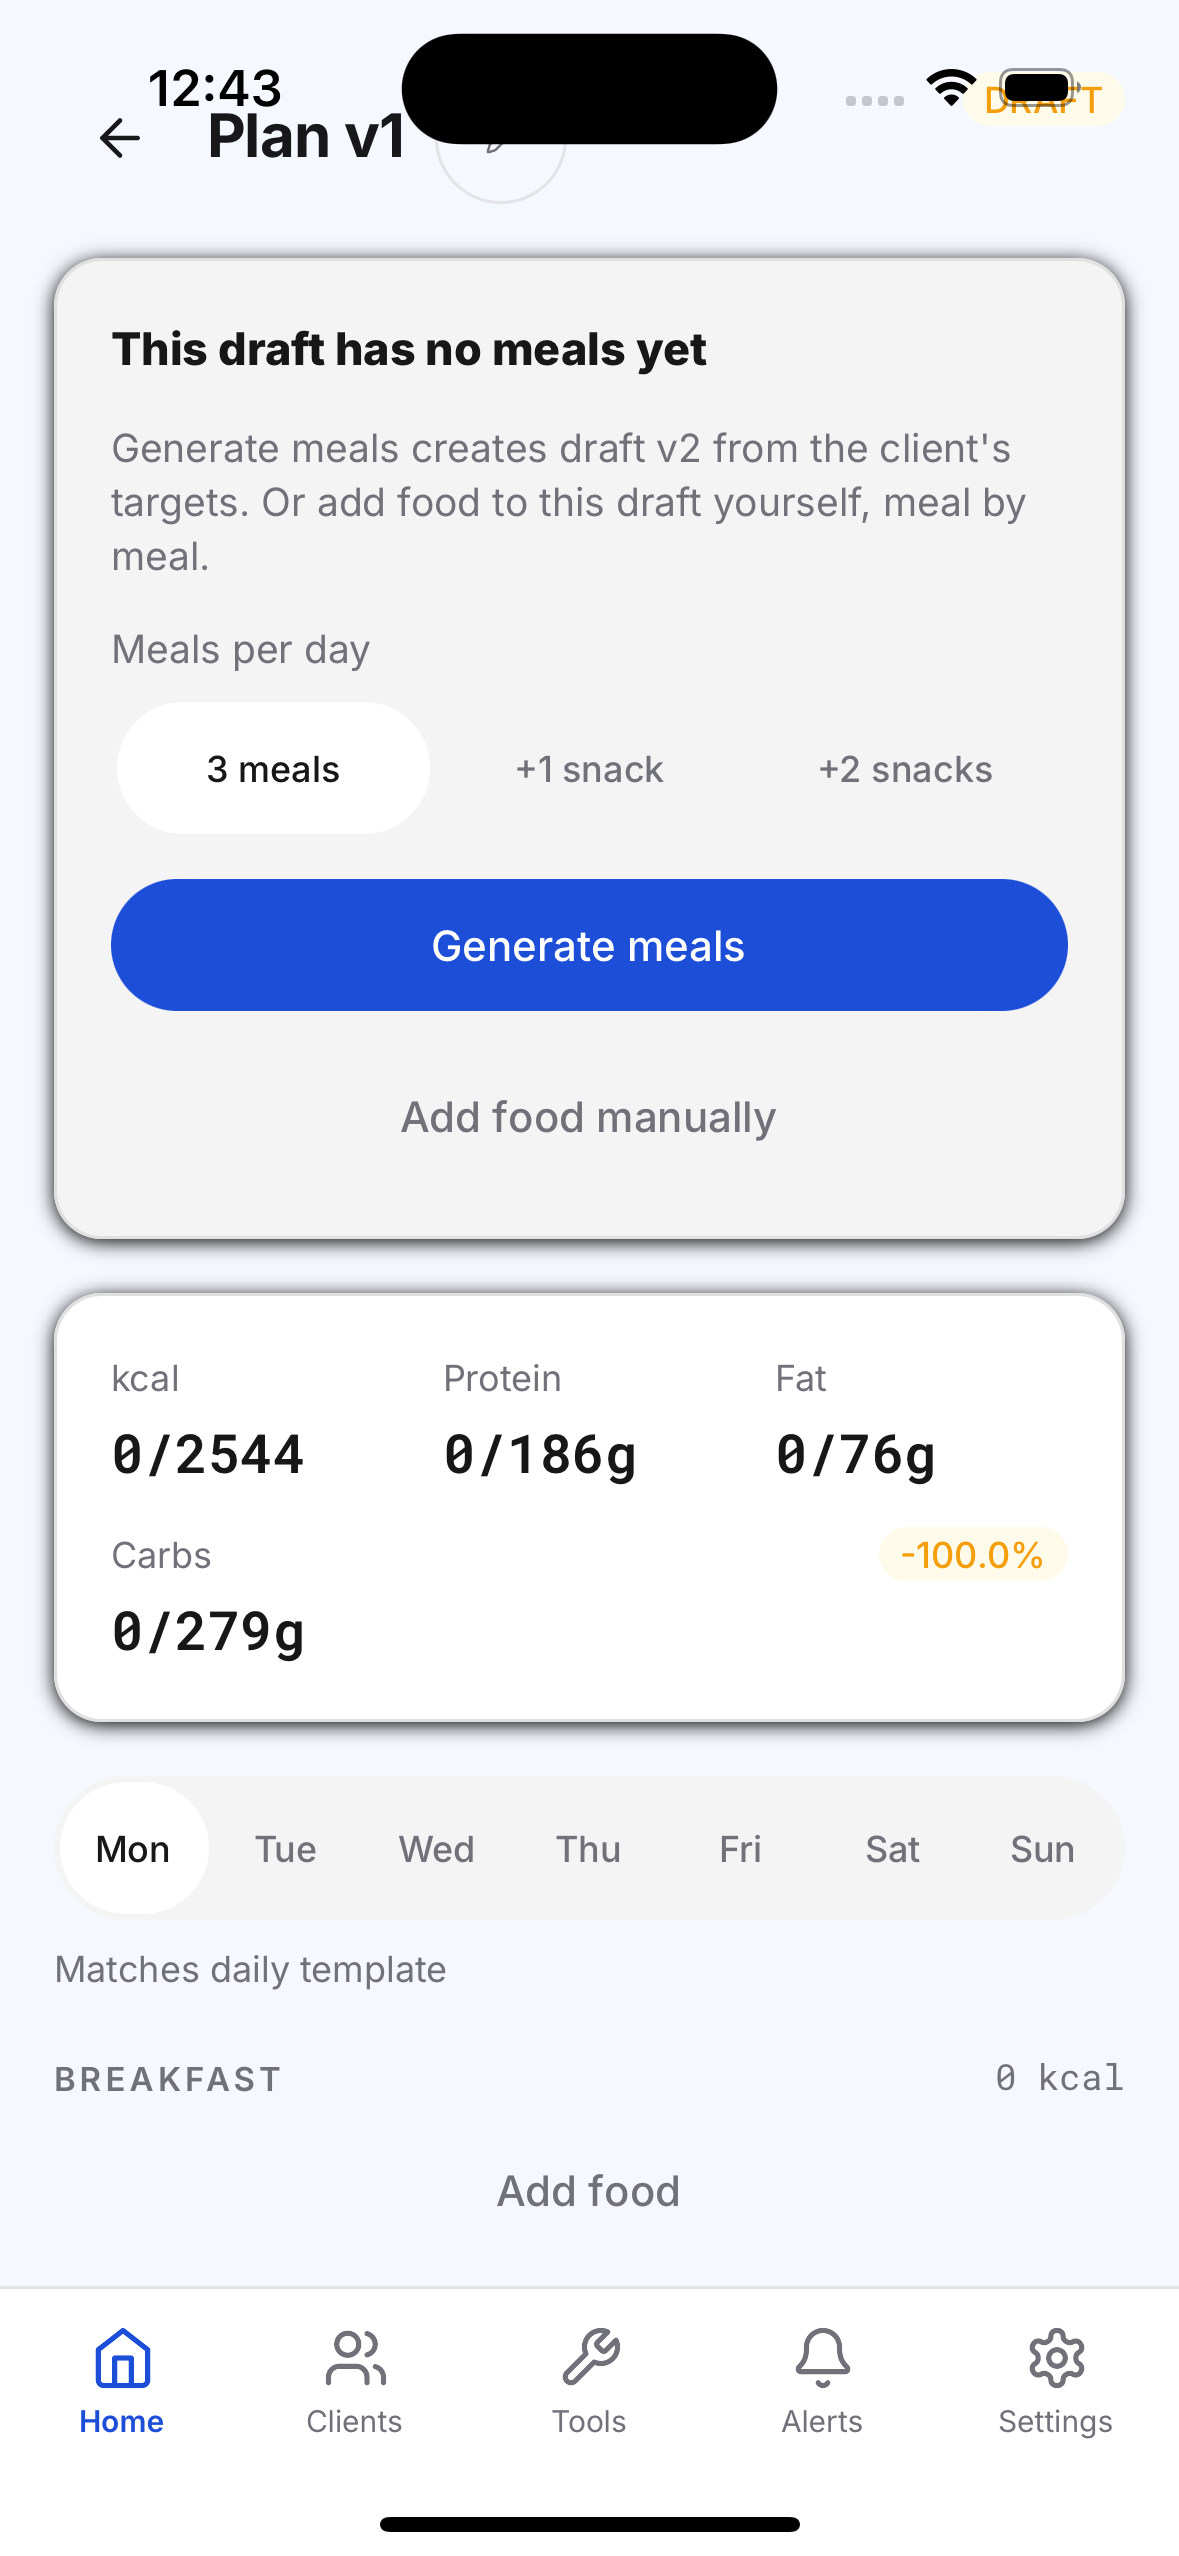 12:43
Plan v1
DRAFT
This draft has no meals yet
Generate meals creates draft v2 from the client's
targets. Or add food to this draft yourself, meal by
meal.
Meals per day
3 meals +1 snack +2 snacks
Generate meals
Add food manually
kcal Protein Fat
0/2544 0/186g 0/76g
Carbs -100.0%
0/279g
Mon Tue Wed Thu Fri Sat Sun
Matches daily template
BREAKFAST 0 kcal
Add food
Home Clients Tools Alerts Settings